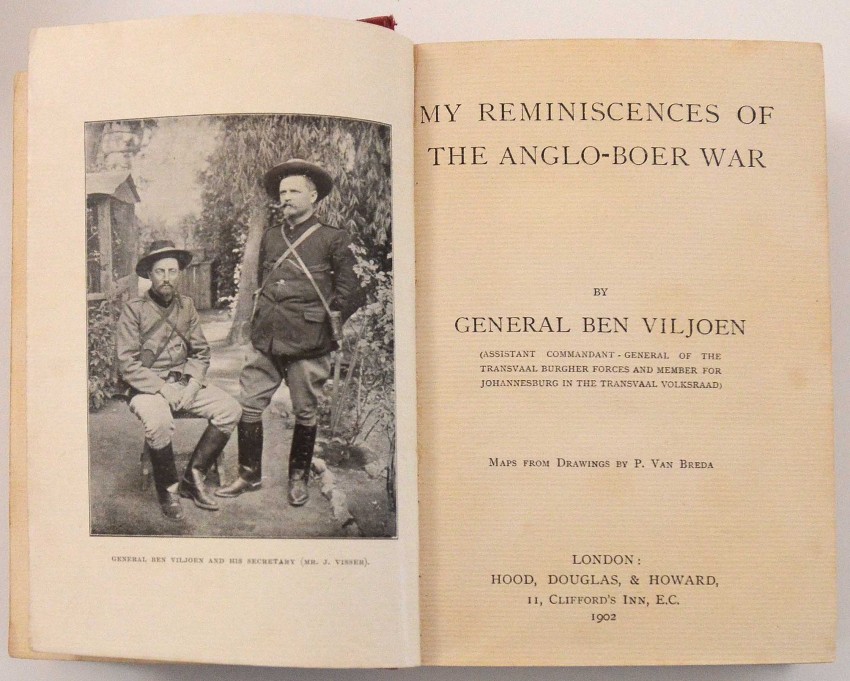 GENERAL BEN VILJOEN AND HIS SECRETARY (MR. J. VISSER).
MY REMINISCENCES OF
THE ANGLO-BOER WAR
BY
GENERAL BEN VILJOEN
(ASSISTANT COMMANDANT-GENERAL OF THE
TRANSVAAL BURGHER FORCES AND MEMBER FOR
JOHANNESBURG IN THE TRANSVAAL VOLKSRAAD)
MAPS FROM DRAWINGS BY P. VAN BREDA
LONDON:
HOOD, DOUGLAS, & HOWARD,
11, CLIFFORD'S INN, E.C.
1902